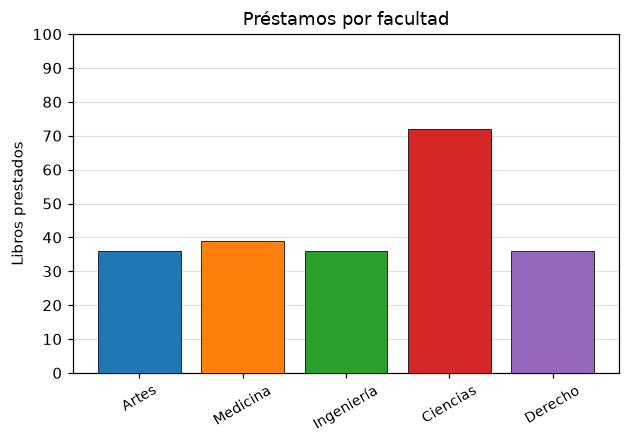 Préstamos por facultad
Libros prestados
100
90
80
70
60
50
40
30
20
10
0
Artes
Medicina
Ingeniería
Ciencias
Derecho